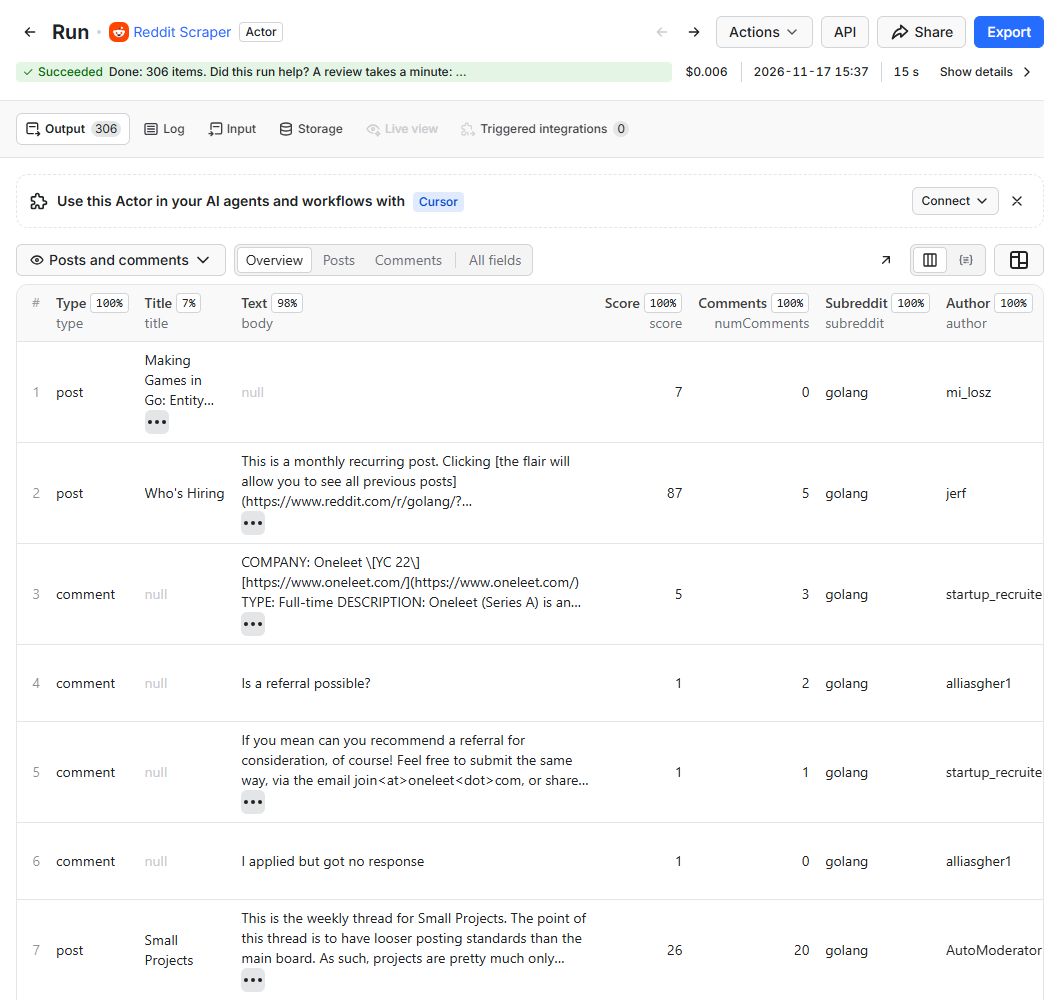 Run Reddit Scraper Actor Actions API Share Export
Succeeded Done: 306 items. Did this run help? A review takes a minute: ... $0.006 2026-11-17 15:37 15 s Show details
Output 306 Log Input Storage Live view Triggered integrations 0
Use this Actor in your AI agents and workflows with Cursor Connect
Posts and comments Overview Posts Comments All fields
# Type 100% Title 7% Text 98% Score 100% Comments 100% Subreddit 100% Author 100%
type title body score numComments subreddit author
Making
Games in
Go: Entity...
1 post null 7 0 golang mi_losz
This is a monthly recurring post. Clicking [the flair will
allow you to see all previous posts]
2 post Who's Hiring 87 5 golang jerf
(https://www.reddit.com/r/golang/?...
COMPANY: Oneleet \[YC 22\]
[https://www.oneleet.com/](https://www.oneleet.com/)
3 comment null 5 3 golang startup_recruite
TYPE: Full-time DESCRIPTION: Oneleet (Series A) is an...
4 comment null Is a referral possible? 1 2 golang alliasgher1
If you mean can you recommend a referral for
consideration, of course! Feel free to submit the same
5 comment null 1 1 golang startup_recruite
way, via the email join<at>oneleet<dot>com, or share...
6 comment null I applied but got no response 1 0 golang alliasgher1
This is the weekly thread for Small Projects. The point of
this thread is to have looser posting standards than the
7 post Small Projects 26 20 golang AutoModerator
main board. As such, projects are pretty much only...